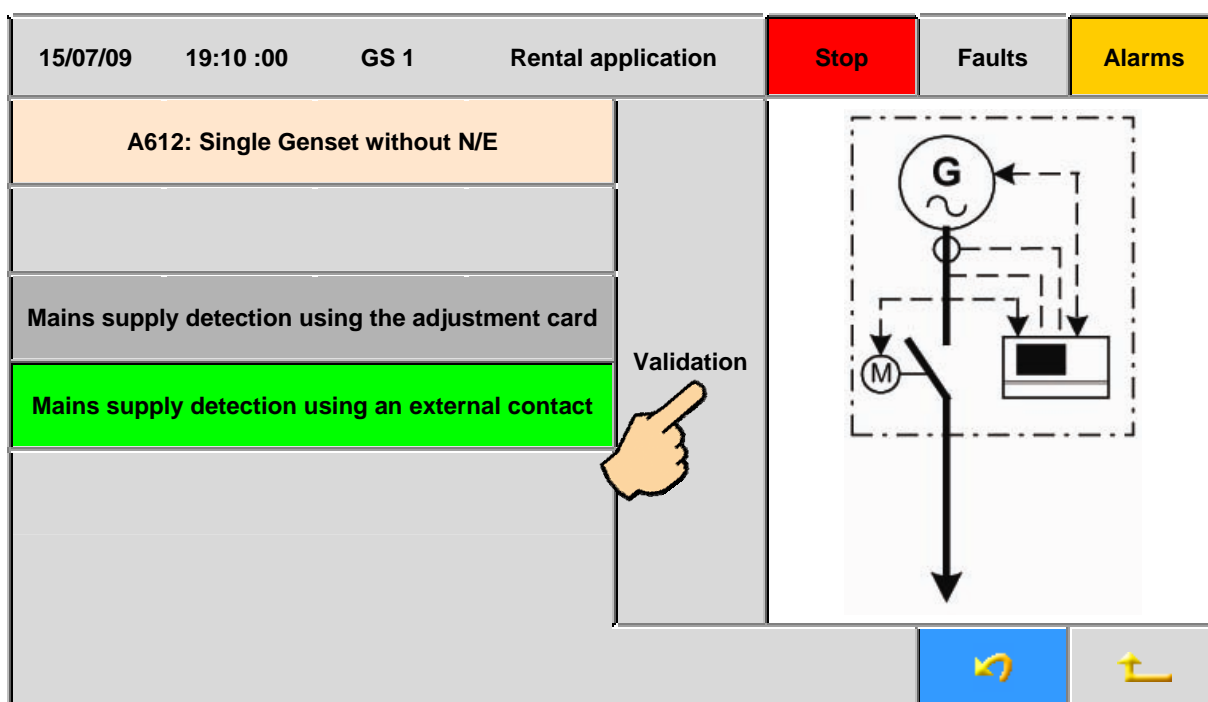 15/07/09 19:10 :00 GS 1 Rental application Stop Faults Alarms
A612: Single Genset without N/E
Mains supply detection using the adjustment card
Validation
Mains supply detection using an external contact
G
M